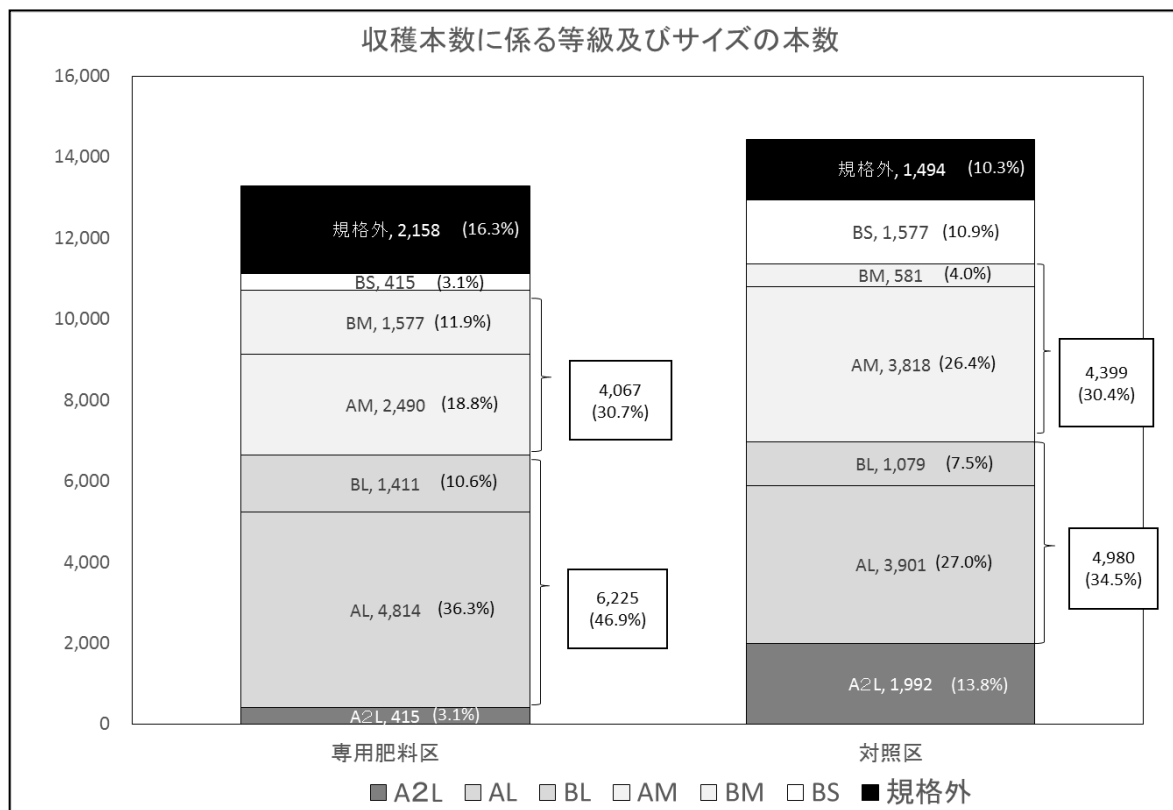 収穫本数に係る等級及びサイズの本数
16,000
14,000
12,000
10,000
8,000
6,000
4,000
2,000
0
規格外, 2,158 (16.3%)
BS, 415 (3.1%)
BM, 1,577 (11.9%)
AM, 2,490 (18.8%)
BL, 1,411 (10.6%)
AL, 4,814 (36.3%)
A2L, 415 (3.1%)
4,067
(30.7%)
6,225
(46.9%)
規格外, 1,494 (10.3%)
BS, 1,577 (10.9%)
BM, 581 (4.0%)
AM, 3,818 (26.4%)
BL, 1,079 (7.5%)
AL, 3,901 (27.0%)
A2L, 1,992 (13.8%)
4,399
(30.4%)
4,980
(34.5%)
専用肥料区 対照区
A2L AL BL AM BM BS 規格外